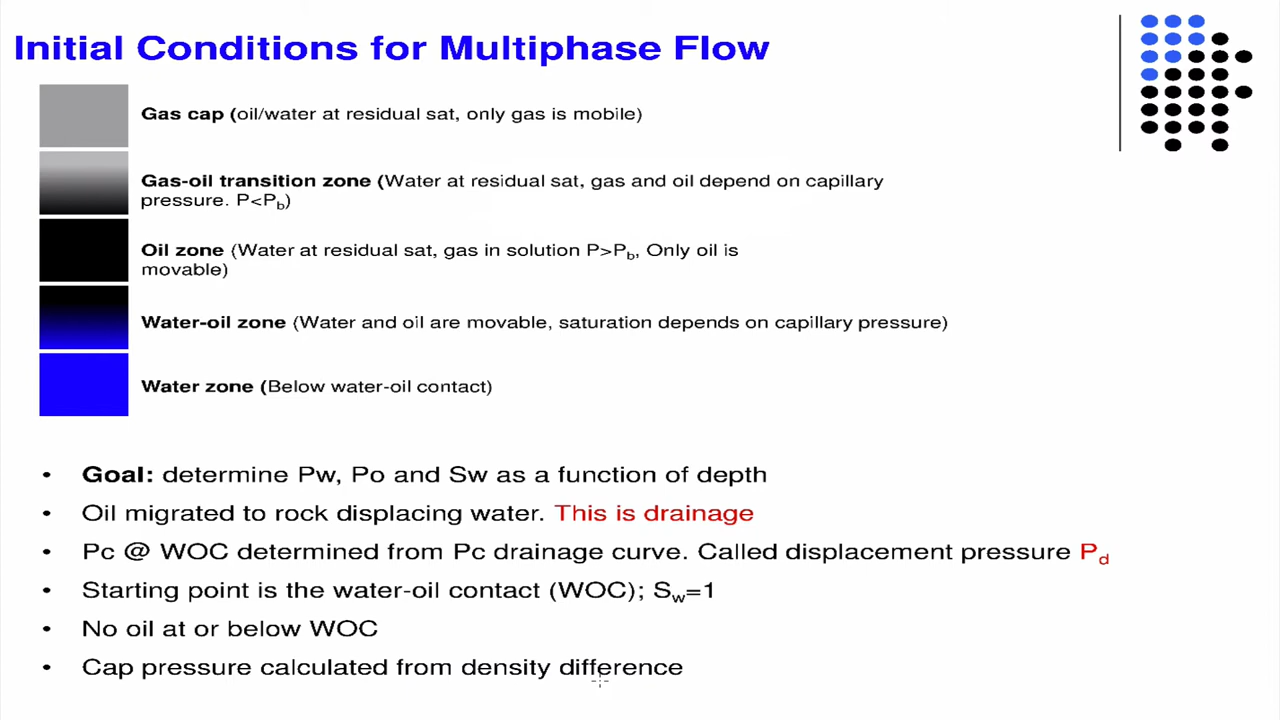 Initial Conditions for Multiphase Flow
Gas cap (oil/water at residual sat, only gas is mobile)
Gas-oil transition zone (Water at residual sat, gas and oil depend on capillary
pressure. P<Pb)
Oil zone (Water at residual sat, gas in solution P>Pb, Only oil is
movable)
Water-oil zone (Water and oil are movable, saturation depends on capillary pressure)
Water zone (Below water-oil contact)
• Goal: determine Pw, Po and Sw as a function of depth
• Oil migrated to rock displacing water. This is drainage
• Pc @ WOC determined from Pc drainage curve. Called displacement pressure Pd
• Starting point is the water-oil contact (WOC); Sw=1
• No oil at or below WOC
• Cap pressure calculated from density difference